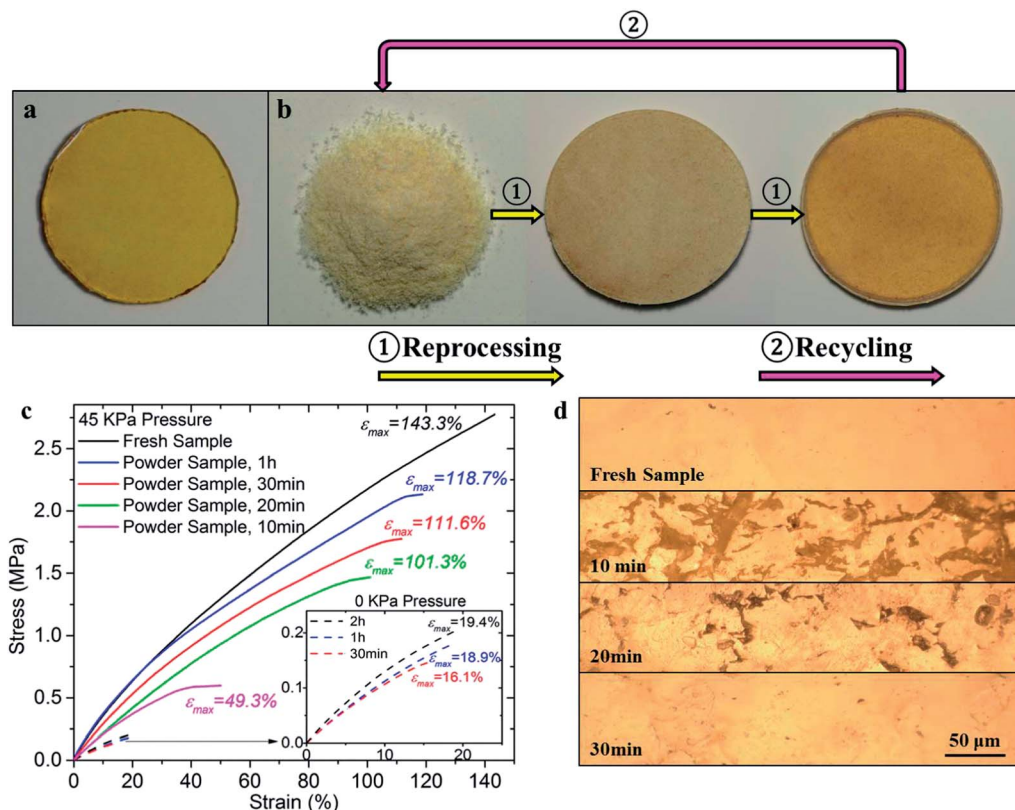 ②
a
b
①
①
① Reprocessing
② Recycling
c
45 KPa Pressure
Fresh Sample
Powder Sample, 1h
Powder Sample, 30min
Powder Sample, 20min
Powder Sample, 10min
εmax=143.3%
εmax=118.7%
εmax=111.6%
εmax=101.3%
εmax=49.3%
0 KPa Pressure
2h
1h
30min
εmax=19.4%
εmax=18.9%
εmax=16.1%
0.2
0.1
0.0
0 10 20
2.5
2.0
1.5
1.0
0.5
0.0
Stress (MPa)
0 20 40 60 80 100 120 140
Strain (%)
d
Fresh Sample
10 min
20min
30min
50 μm